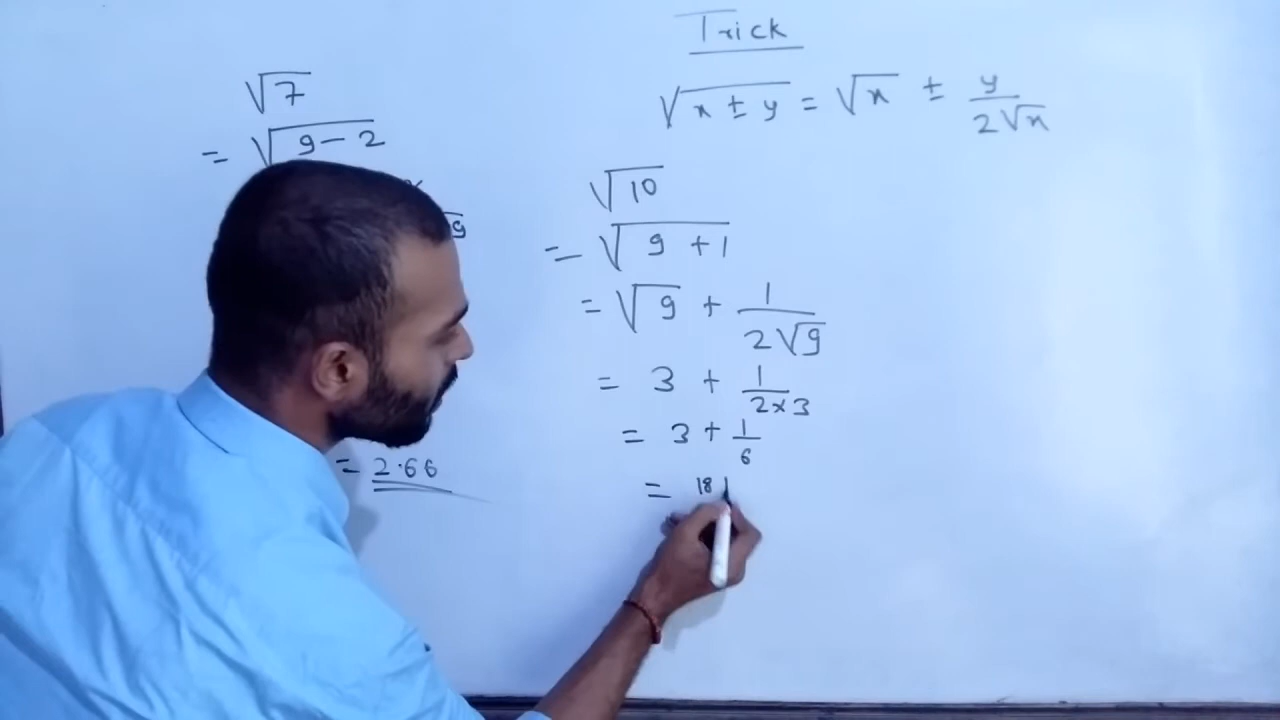 Trick
√(x ± y) = √x ± y/(2√x)
√7
= √(9 − 2)
9
= 2.66
√10
= √(9 + 1)
= √9 + 1/(2√9)
= 3 + 1/(2×3)
= 3 + 1/6
= 18